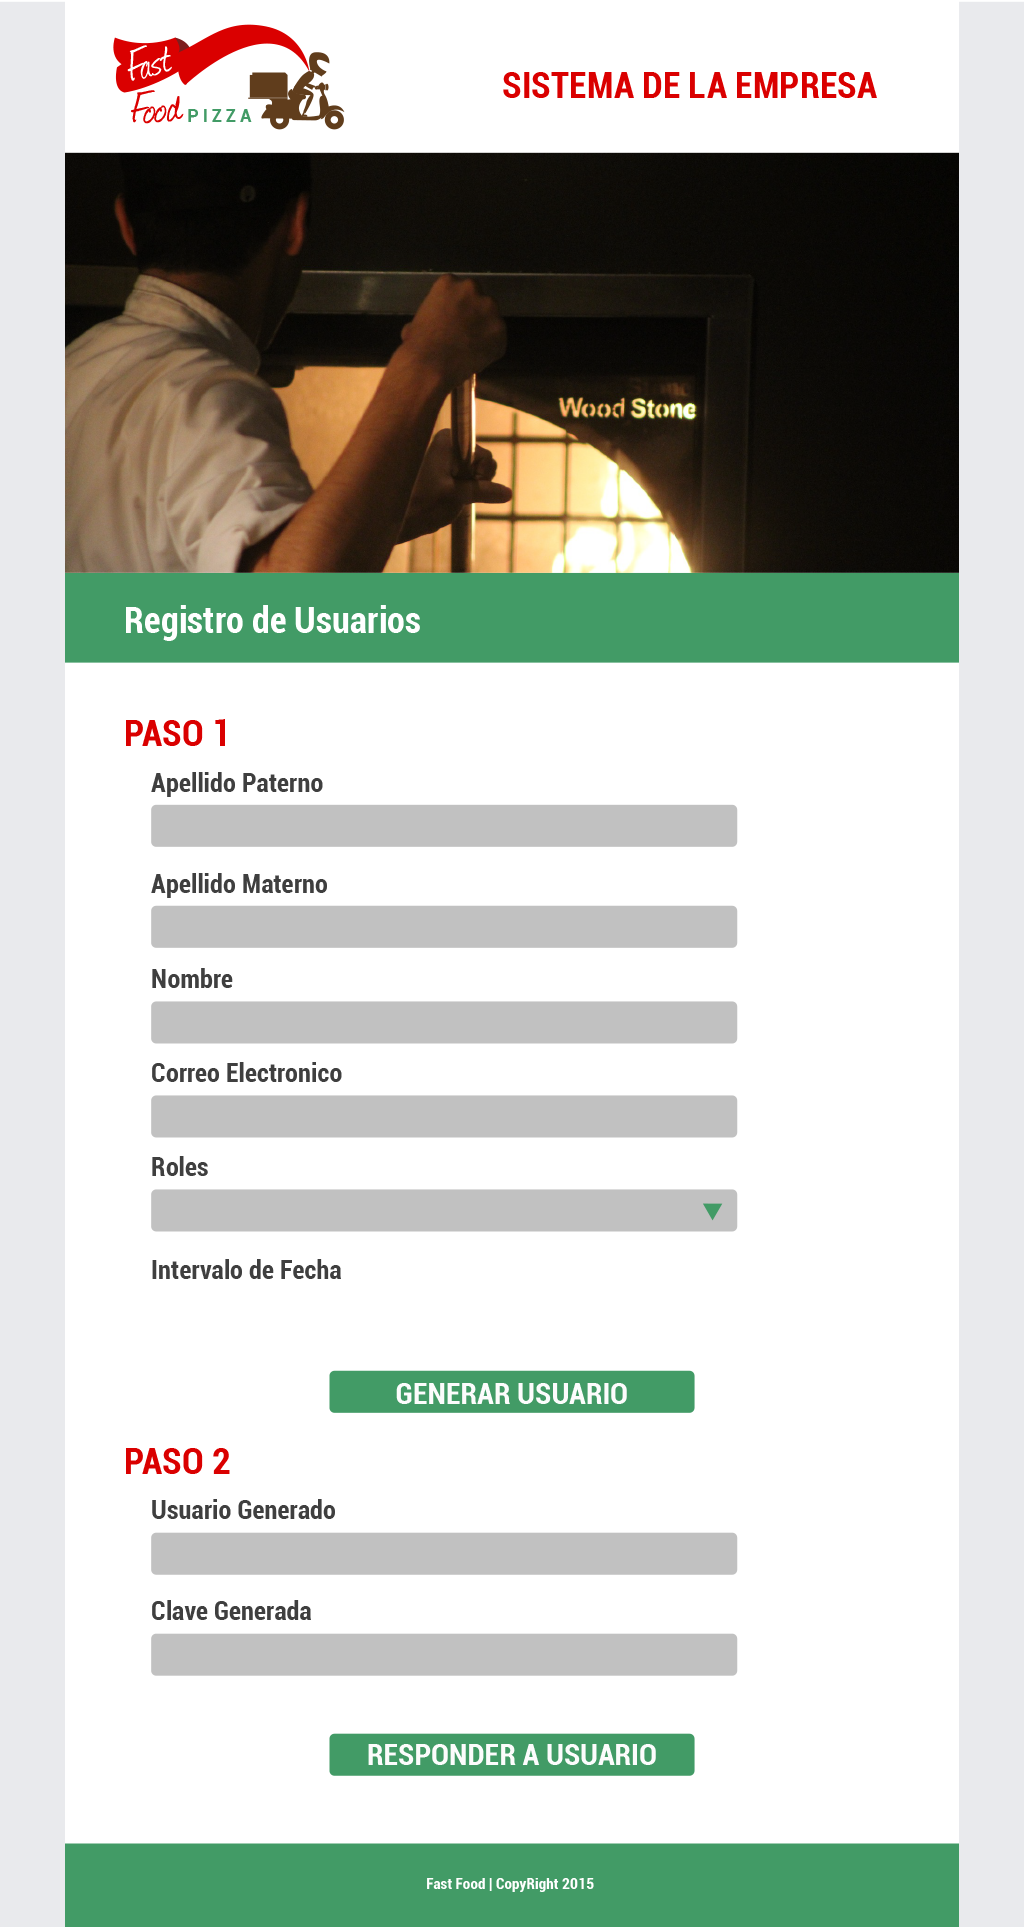 Fast
Food PIZZA
SISTEMA DE LA EMPRESA
Wood Stone
Registro de Usuarios
PASO 1
Apellido Paterno
Apellido Materno
Nombre
Correo Electronico
Roles
Intervalo de Fecha
GENERAR USUARIO
PASO 2
Usuario Generado
Clave Generada
RESPONDER A USUARIO
Fast Food | CopyRight 2015